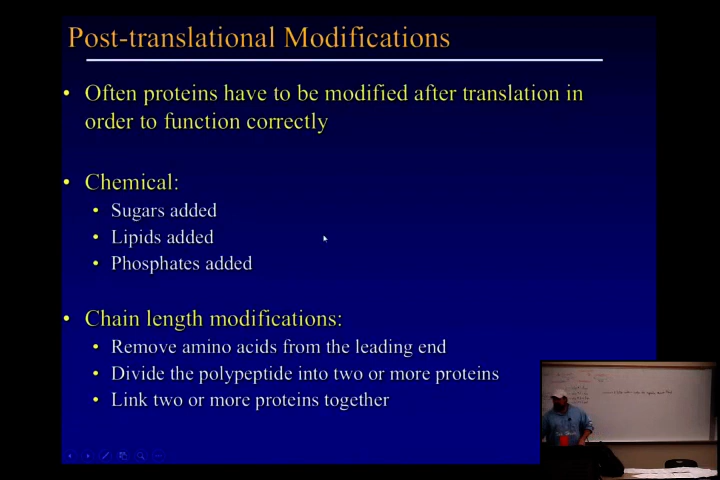 Post-translational Modifications
• Often proteins have to be modified after translation in
order to function correctly
• Chemical:
• Sugars added
• Lipids added
• Phosphates added
• Chain length modifications:
• Remove amino acids from the leading end
• Divide the polypeptide into two or more proteins
• Link two or more proteins together